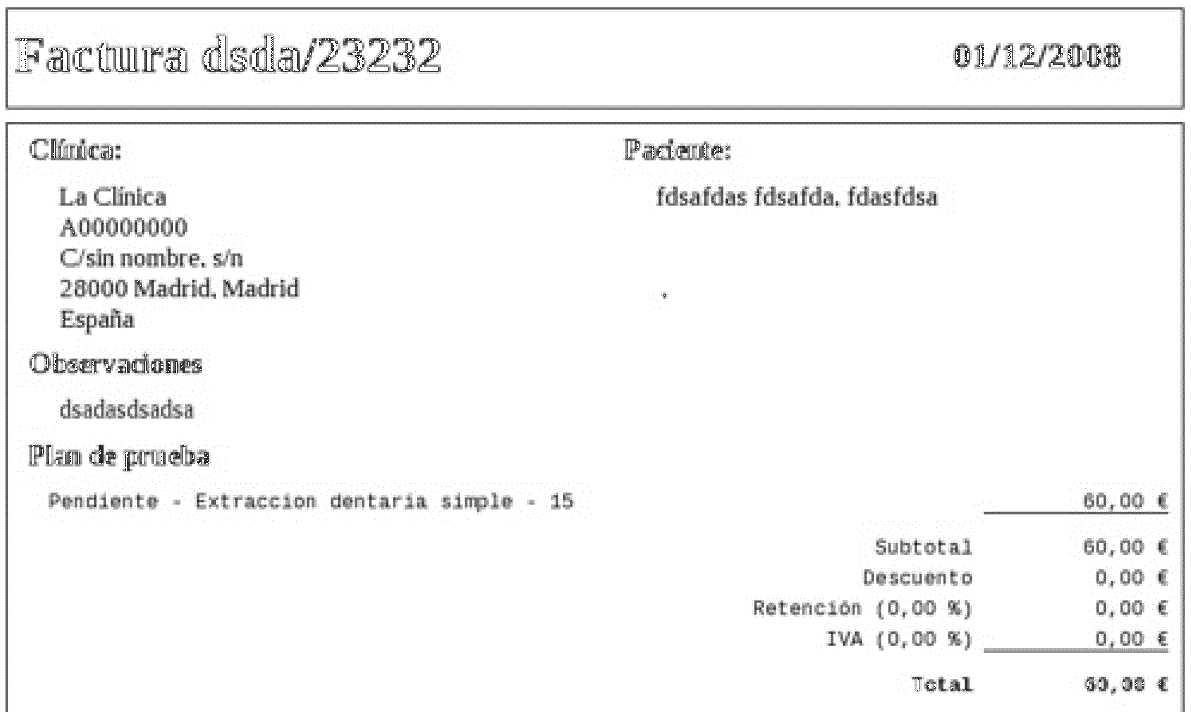 Factura dsda/23232
01/12/2008
Clínica:
La Clínica
A00000000
C/sin nombre, s/n
28000 Madrid, Madrid
España
Paciente:
fdsafdas fdsafda, fdasfdsa
,
Observaciones
dsadasdsadsa
Plan de prueba
Pendiente - Extraccion dentaria simple - 15 60,00 €
Subtotal 60,00 €
Descuento 0,00 €
Retención (0,00 %) 0,00 €
IVA (0,00 %) 0,00 €
Total 60,00 €